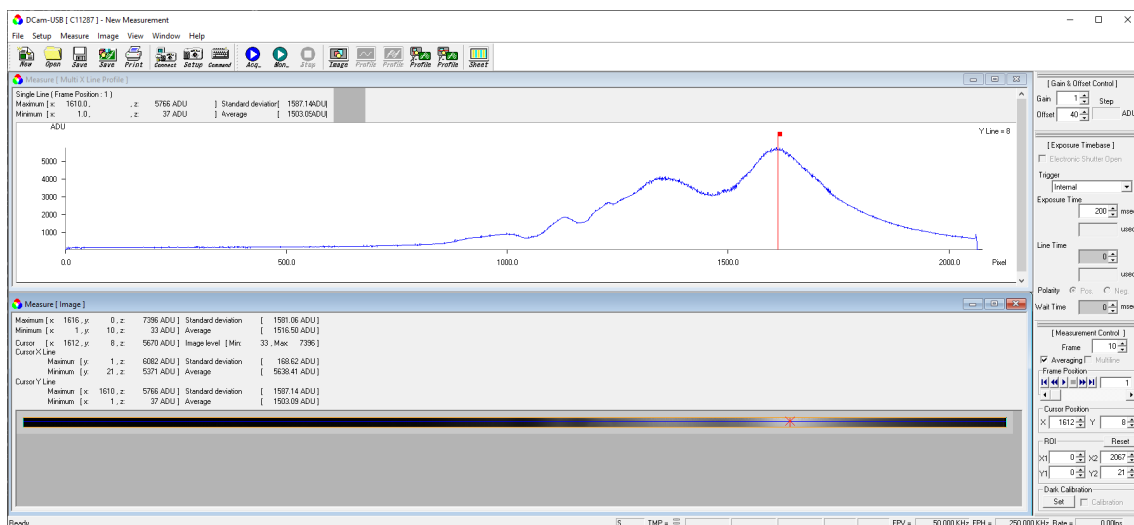 DCam-USB [ C11287 ] - New Measurement
File Setup Measure Image View Window Help
New Open Save Save Print Connect Setup Command Acq. Mon. Stop Image Profile Profile Profile Profile Sheet
Measure [ Multi X Line Profile ]
Single Line ( Frame Position : 1 )
Maximum [ x: 1610.0, , z: 5766 ADU ] Standard deviation[ 1587.14ADU]
Minimum [ x: 1.0, , z: 37 ADU ] Average [ 1503.09ADU]
ADU
Y Line = 8
5000
4000
3000
2000
1000
0.0 500.0 1000.0 1500.0 2000.0 Pixel
Measure [ Image ]
Maximum [ x: 1616 , y: 0 , z: 7396 ADU ] Standard deviation [ 1581.06 ADU ]
Minimum [ x: 1 , y: 10 , z: 33 ADU ] Average [ 1516.50 ADU ]
Cursor [ x: 1612 , y: 8 , z: 5670 ADU ] Image level [ Min: 33 , Max: 7396 ]
Cursor X Line
Maximum [ y: 1 , z: 6082 ADU ] Standard deviation [ 168.62 ADU ]
Minimum [ y: 21 , z: 5371 ADU ] Average [ 5638.41 ADU ]
Cursor Y Line
Maximum [ x: 1610 , z: 5766 ADU ] Standard deviation [ 1587.14 ADU ]
Minimum [ x: 1 , z: 37 ADU ] Average [ 1503.09 ADU ]
[ Gain & Offset Control ]
Gain 1 Step
Offset 40 ADU
[ Exposure Timebase ]
Electronic Shutter Open
Trigger
Internal
Exposure Time
200 msec
usec
Line Time
0
usec
Polarity Pos. Neg.
Wait Time 0 msec
[ Measurement Control ]
Frame 10
Averaging Multiline
Frame Position
1
Cursor Position
X 1612 Y 8
ROI Reset
X1 0 X2 2067
Y1 0 Y2 21
Dark Calibration
Set Calibration
Ready S TMP = FPV = 50.000 KHz FPH = 250.000 KHz Rate = 0.00fps